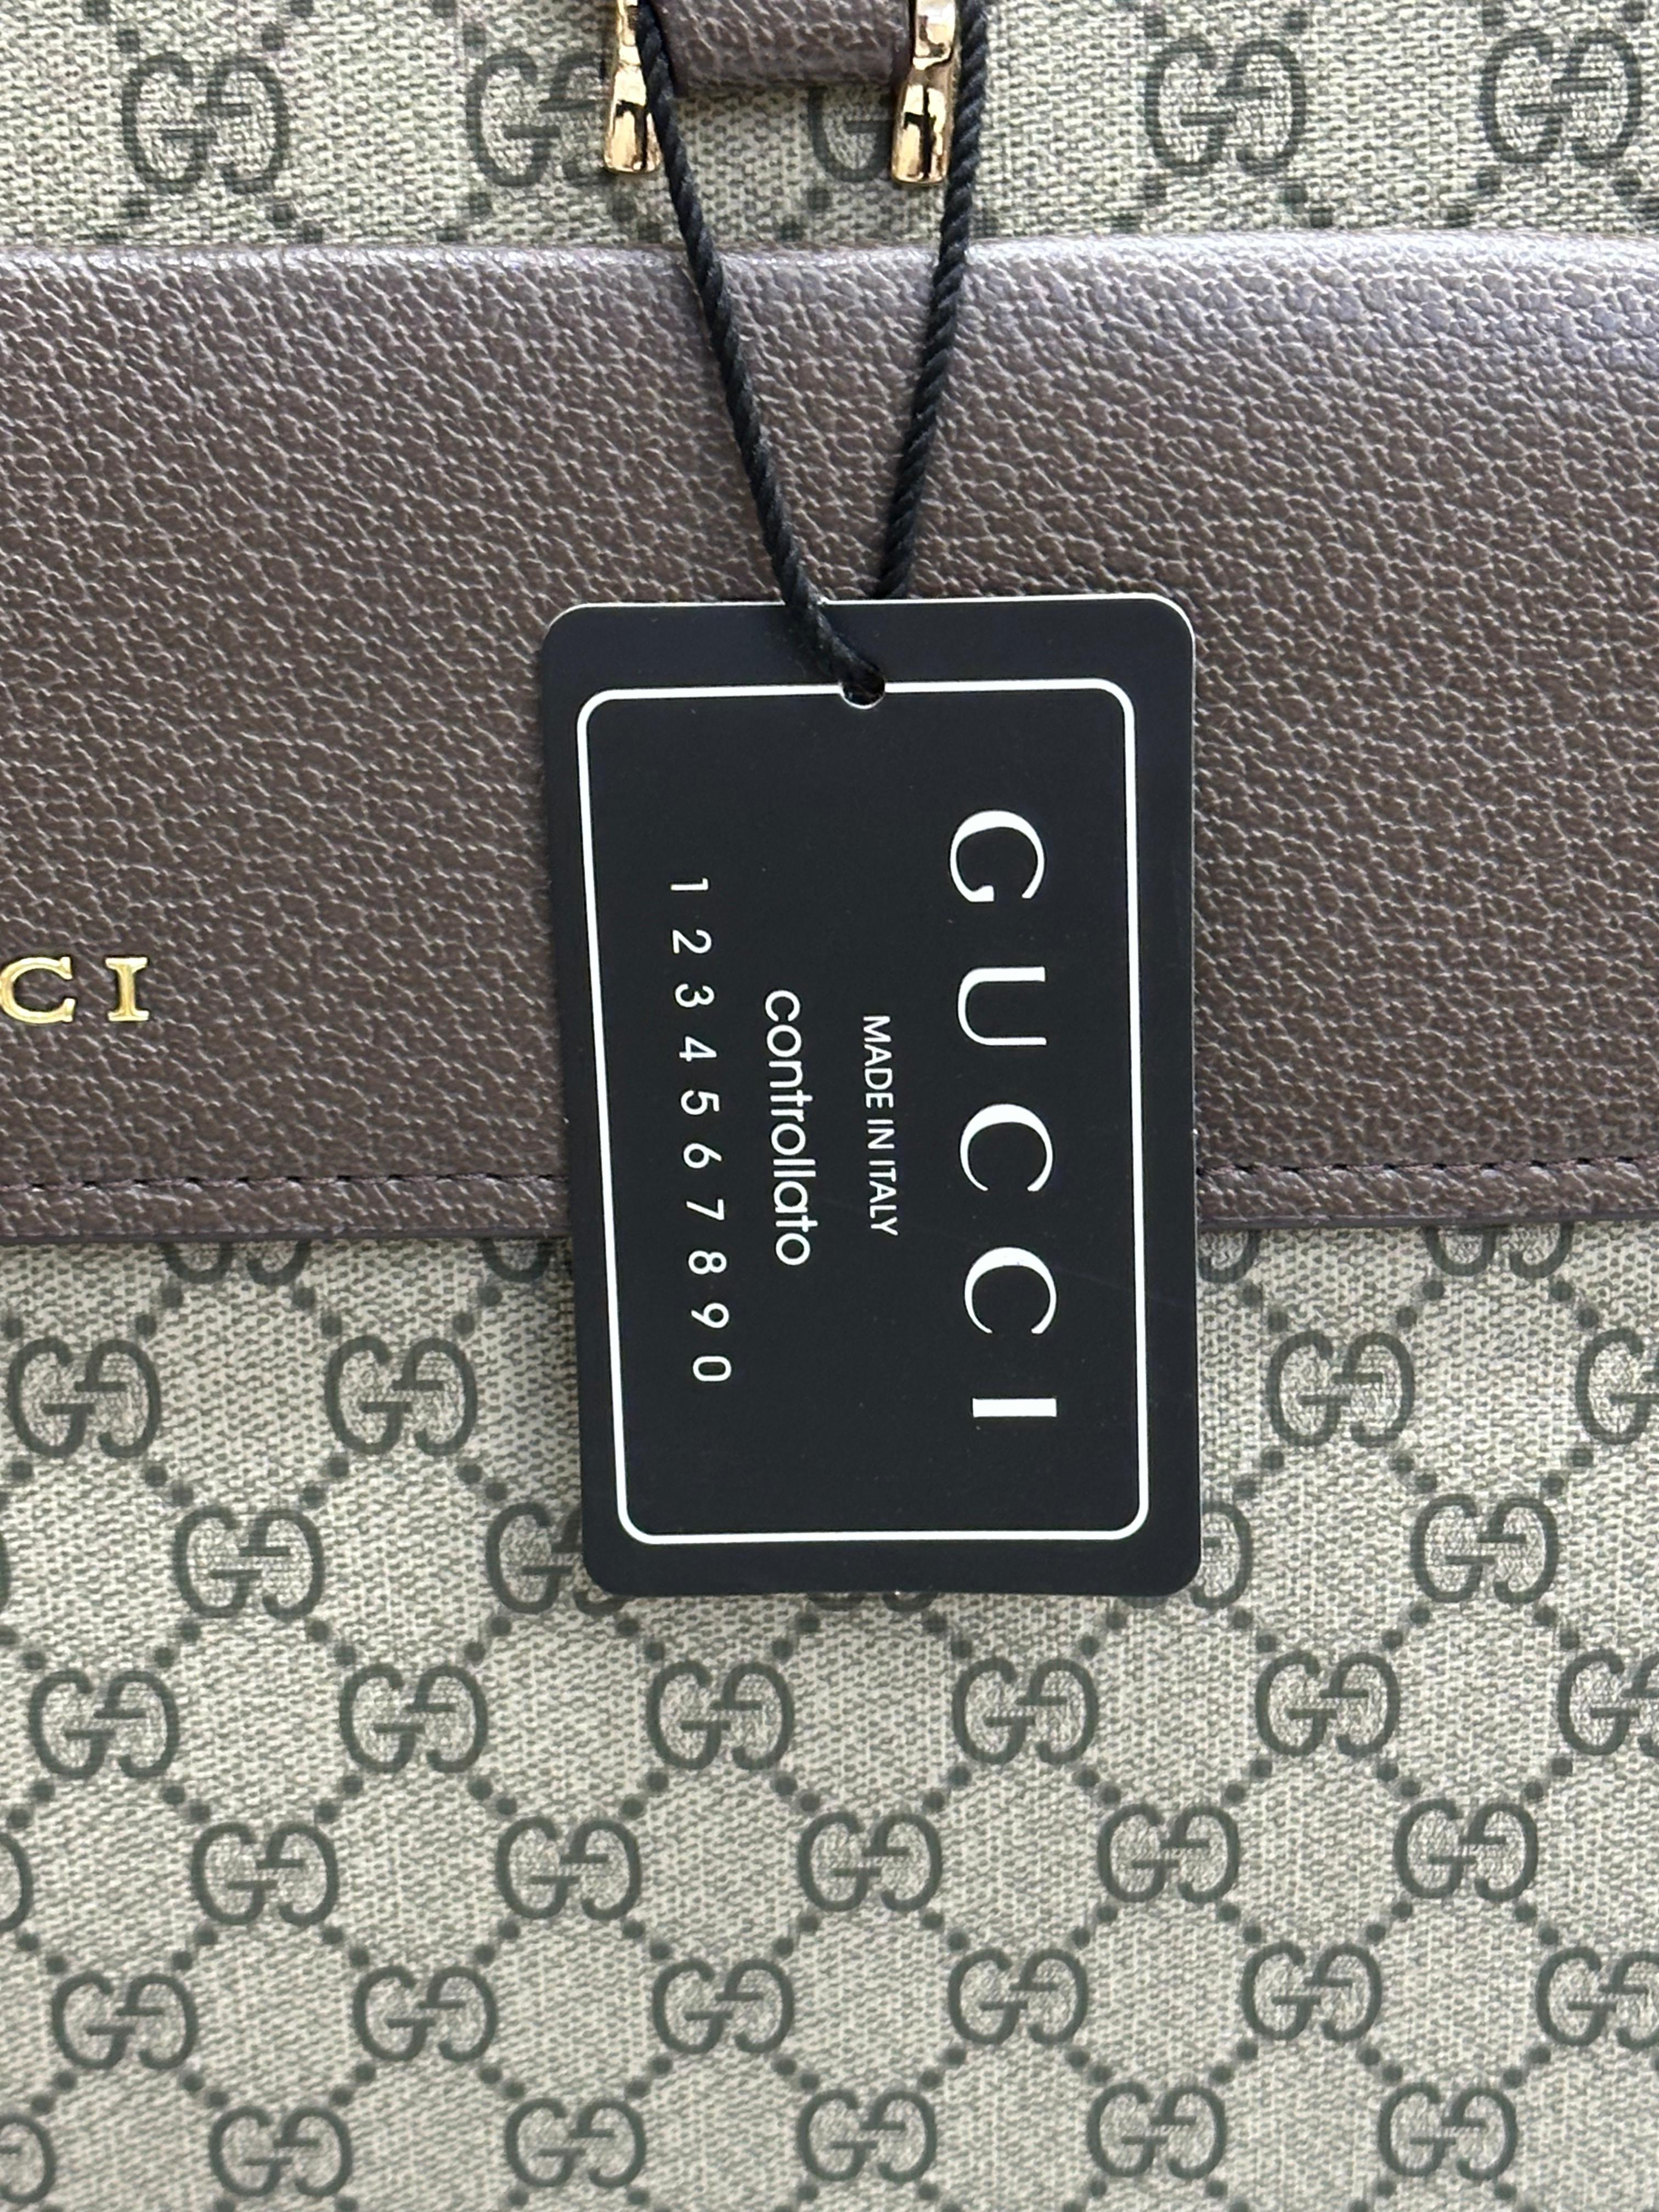 GUCCI
MADE IN ITALY
controllato
1 2 3 4 5 6 7 8 9 0
CI